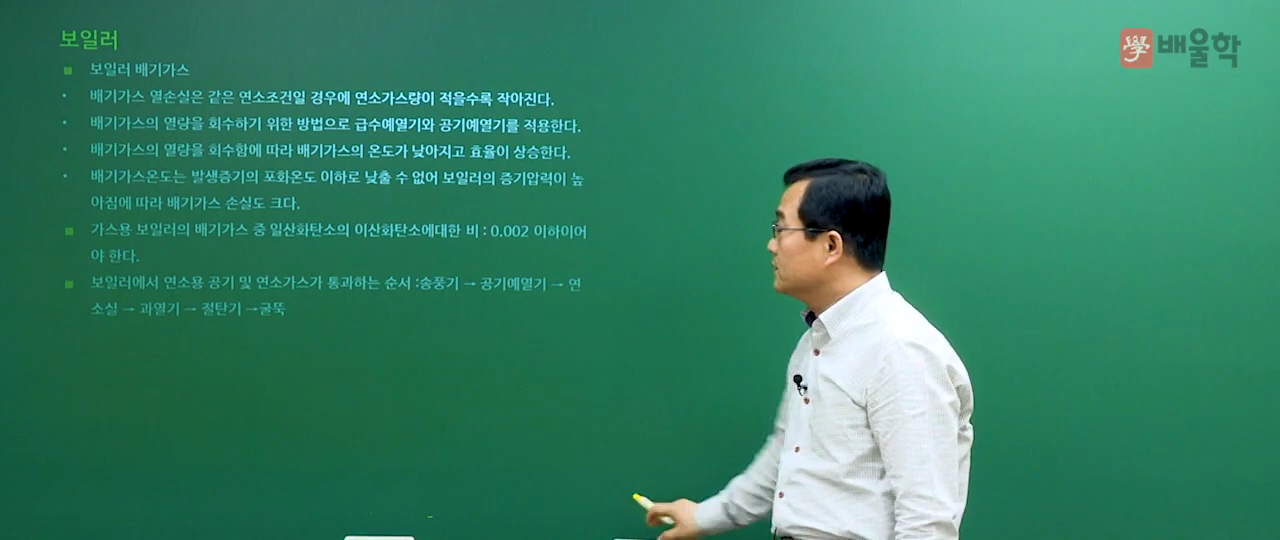 보일러
學 배울학
■ 보일러 배기가스
• 배기가스 열손실은 같은 연소조건일 경우에 연소가스량이 적을수록 작아진다.
• 배기가스의 열량을 회수하기 위한 방법으로 급수예열기와 공기예열기를 적용한다.
• 배기가스의 열량을 회수함에 따라 배기가스의 온도가 낮아지고 효율이 상승한다.
• 배기가스온도는 발생증기의 포화온도 이하로 낮출 수 없어 보일러의 증기압력이 높
아짐에 따라 배기가스 손실도 크다.
■ 가스용 보일러의 배기가스 중 일산화탄소의 이산화탄소에대한 비 : 0.002 이하이어
야 한다.
■ 보일러에서 연소용 공기 및 연소가스가 통과하는 순서 :송풍기 → 공기예열기 → 연
소실 → 과열기 → 절탄기 →굴뚝